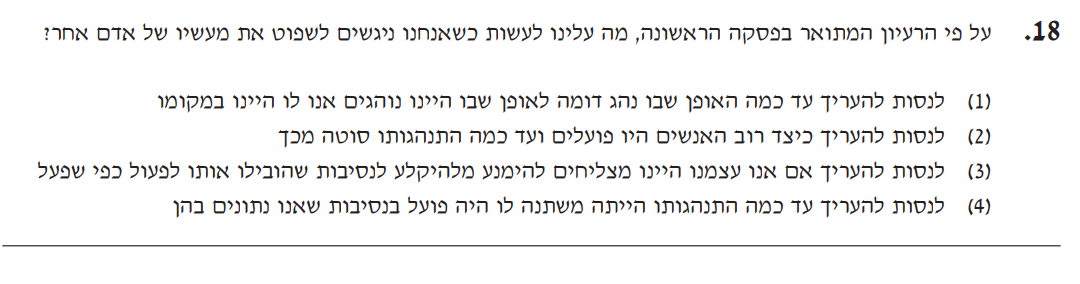 18. על פי הרעיון המתואר בפסקה הראשונה, מה עלינו לעשות כשאנחנו ניגשים לשפוט את מעשיו של אדם אחר?
(1) לנסות להעריך עד כמה האופן שבו נהג דומה לאופן שבו היינו נוהגים אנו לו היינו במקומו
(2) לנסות להעריך כיצד רוב האנשים היו פועלים ועד כמה התנהגותו סוטה מכך
(3) לנסות להעריך אם אנו עצמנו היינו מצליחים להימנע מלהיקלע לנסיבות שהובילו אותו לפעול כפי שפעל
(4) לנסות להעריך עד כמה התנהגותו הייתה משתנה לו היה פועל בנסיבות שאנו נתונים בהן